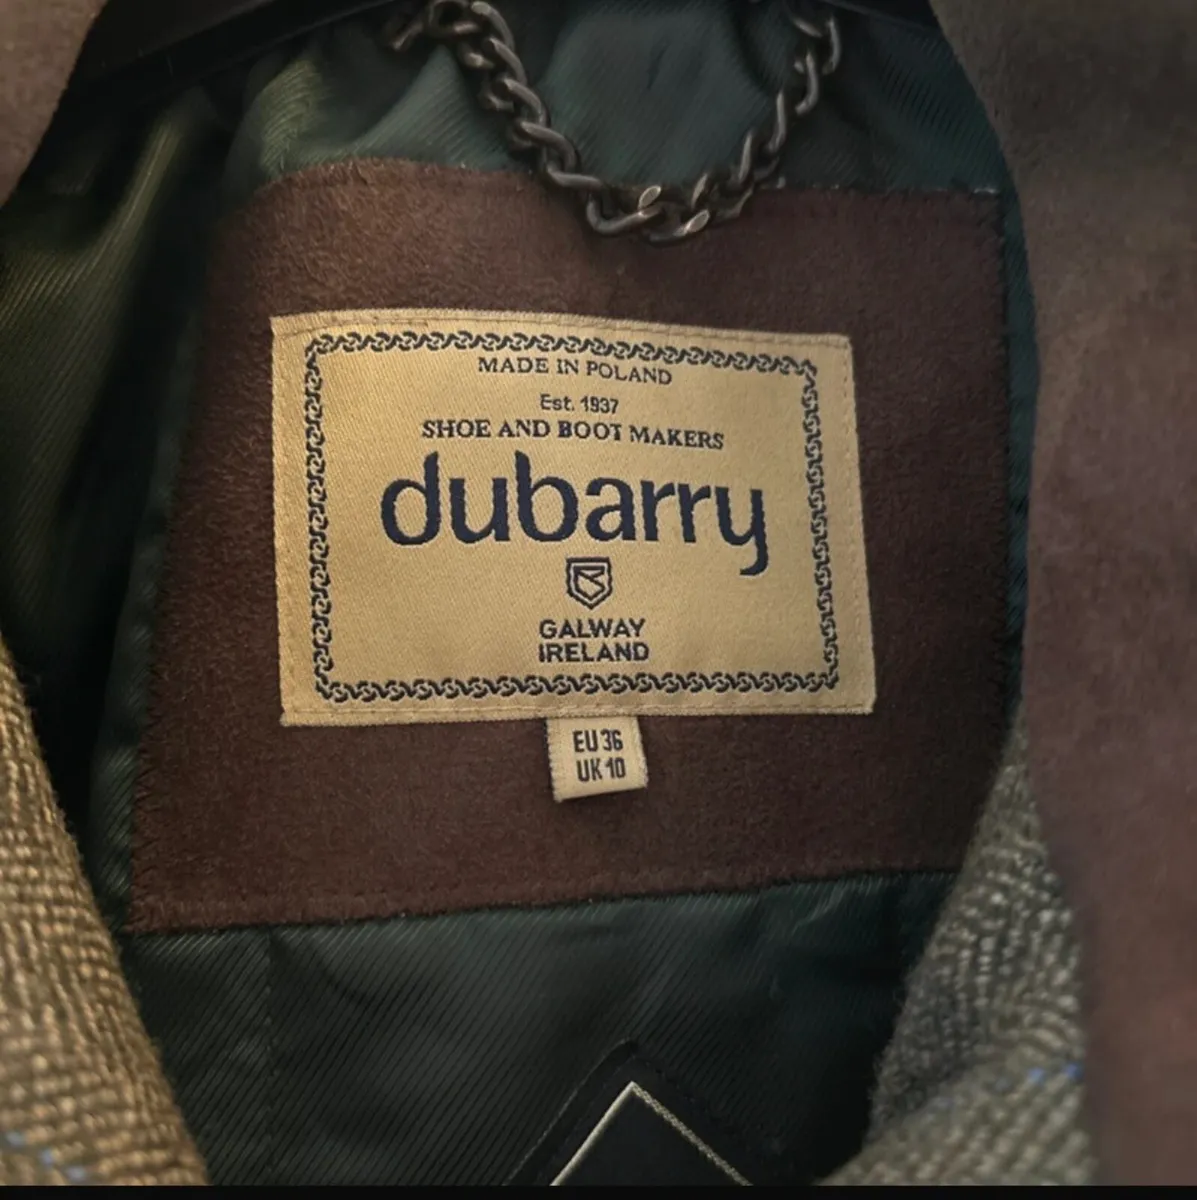 MADE IN POLAND
Est. 1937
SHOE AND BOOT MAKERS
dubarry
GALWAY
IRELAND
EU 36
UK 10